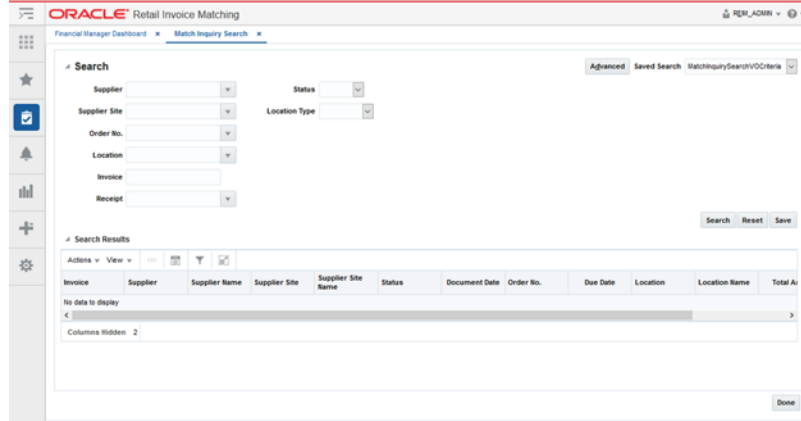 ORACLE® Retail Invoice Matching REIM_ADMIN
Financial Manager Dashboard × Match Inquiry Search ×
Search Advanced Saved Search MatchInquirySearchVOCriteria
Supplier Status
Supplier Site Location Type
Order No.
Location
Invoice
Receipt
Search Reset Save
Search Results
Actions View
Invoice Supplier Supplier Name Supplier Site Supplier Site Name Status Document Date Order No. Due Date Location Location Name Total A
No data to display
Columns Hidden 2
Done